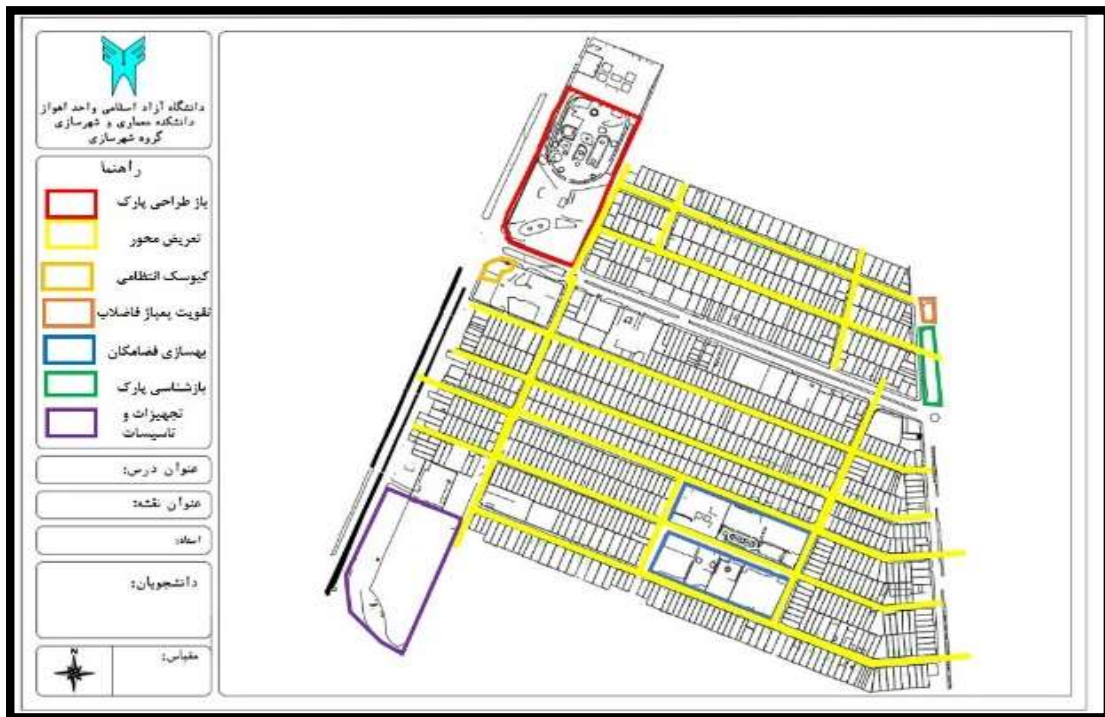 دانشگاه آزاد اسلامی واحد اهواز
دانشکده معماری و شهرسازی
گروه شهرسازی
راهنما
باز طراحی پارک
تعریض محور
کیوسک انتظامی
تقویت پمپاژ فاضلاب
بهسازی فضامکان
بازشناسی پارک
تجهیزات و
تاسیسات
عنوان درس:
عنوان نقشه:
استاد:
دانشجویان:
مقیاس:
N